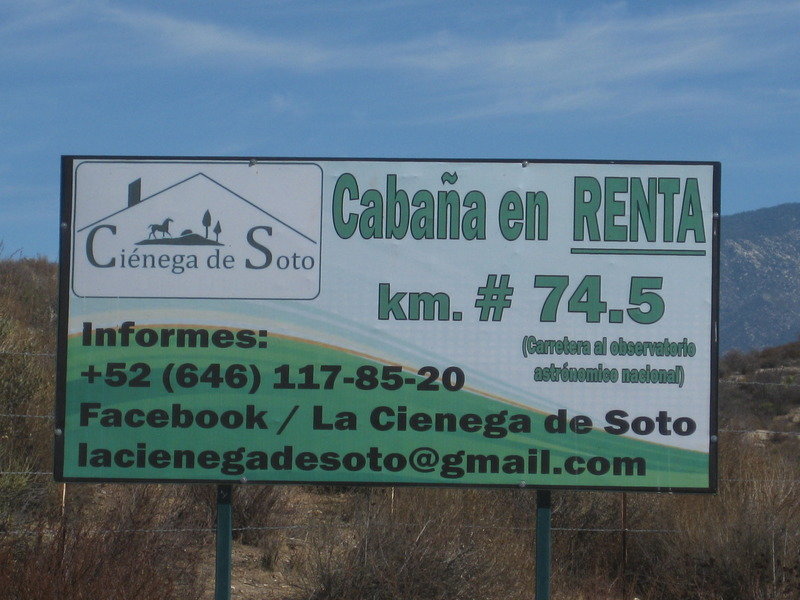 Ciénega de Soto
Cabaña en RENTA
km. # 74.5
(Carretera al observatorio
astróuomico nacional)
Informes:
+52 (646) 117-85-20
Facebook / La Cienega de Soto
lacienegadesoto@gmail.com